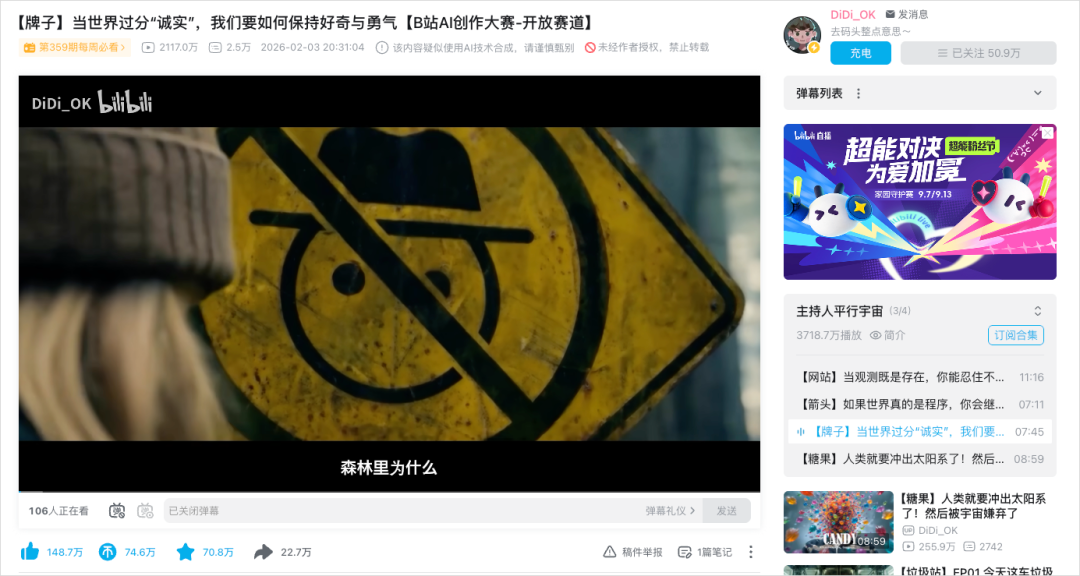 【牌子】当世界过分“诚实”，我们要如何保持好奇与勇气【B站AI创作大赛-开放赛道】
第359期每周必看 2117.0万 2.5万 2026-02-03 20:31:04 该内容疑似使用AI技术合成，请谨慎甄别 未经作者授权，禁止转载
DiDi_OK bilibili
森林里为什么
106人正在看 已关闭弹幕 弹幕礼仪 发送
148.7万 74.6万 70.8万 22.7万 稿件举报 1篇笔记
DiDi_OK 发消息
去码头整点意思～
充电 已关注 50.9万
弹幕列表
bilibili 直播
超能对决 超能粉丝节
为爱加冕
家园守护赛 9.7/9.13
主持人平行宇宙 (3/4)
3718.7万播放 简介 订阅合集
【网站】当观测既是存在，你能忍住不... 11:16
【箭头】如果世界真的是程序，你会继... 07:11
【牌子】当世界过分“诚实”，我们要... 07:45
【糖果】人类就要冲出太阳系了！然后... 08:59
CANDY
08:59
【糖果】人类就要冲出太阳系了！然后被宇宙嫌弃了
UP DiDi_OK
255.9万 2742
【垃圾站】EP01 今天这车垃圾